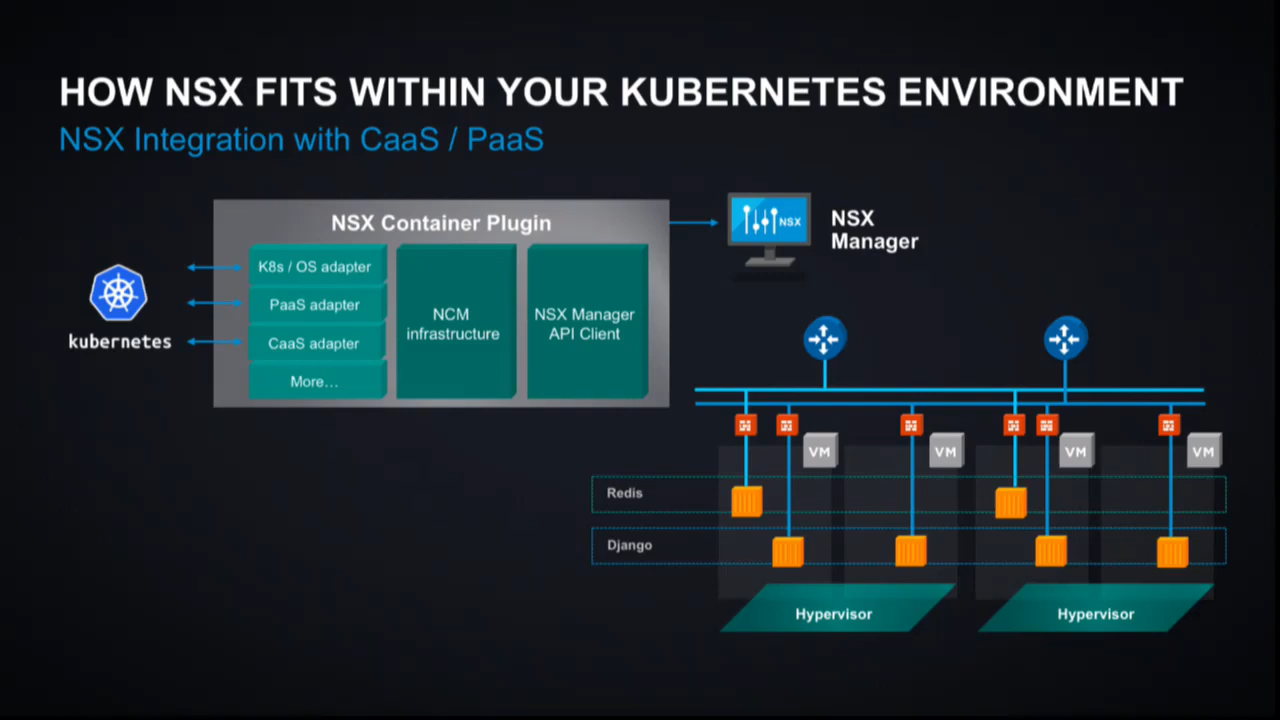 HOW NSX FITS WITHIN YOUR KUBERNETES ENVIRONMENT
NSX Integration with CaaS / PaaS
NSX Container Plugin
K8s / OS adapter
PaaS adapter
CaaS adapter
More...
NCM
infrastructure
NSX Manager
API Client
kubernetes
NSX
NSX
Manager
VM
VM
VM
VM
Redis
Django
Hypervisor
Hypervisor